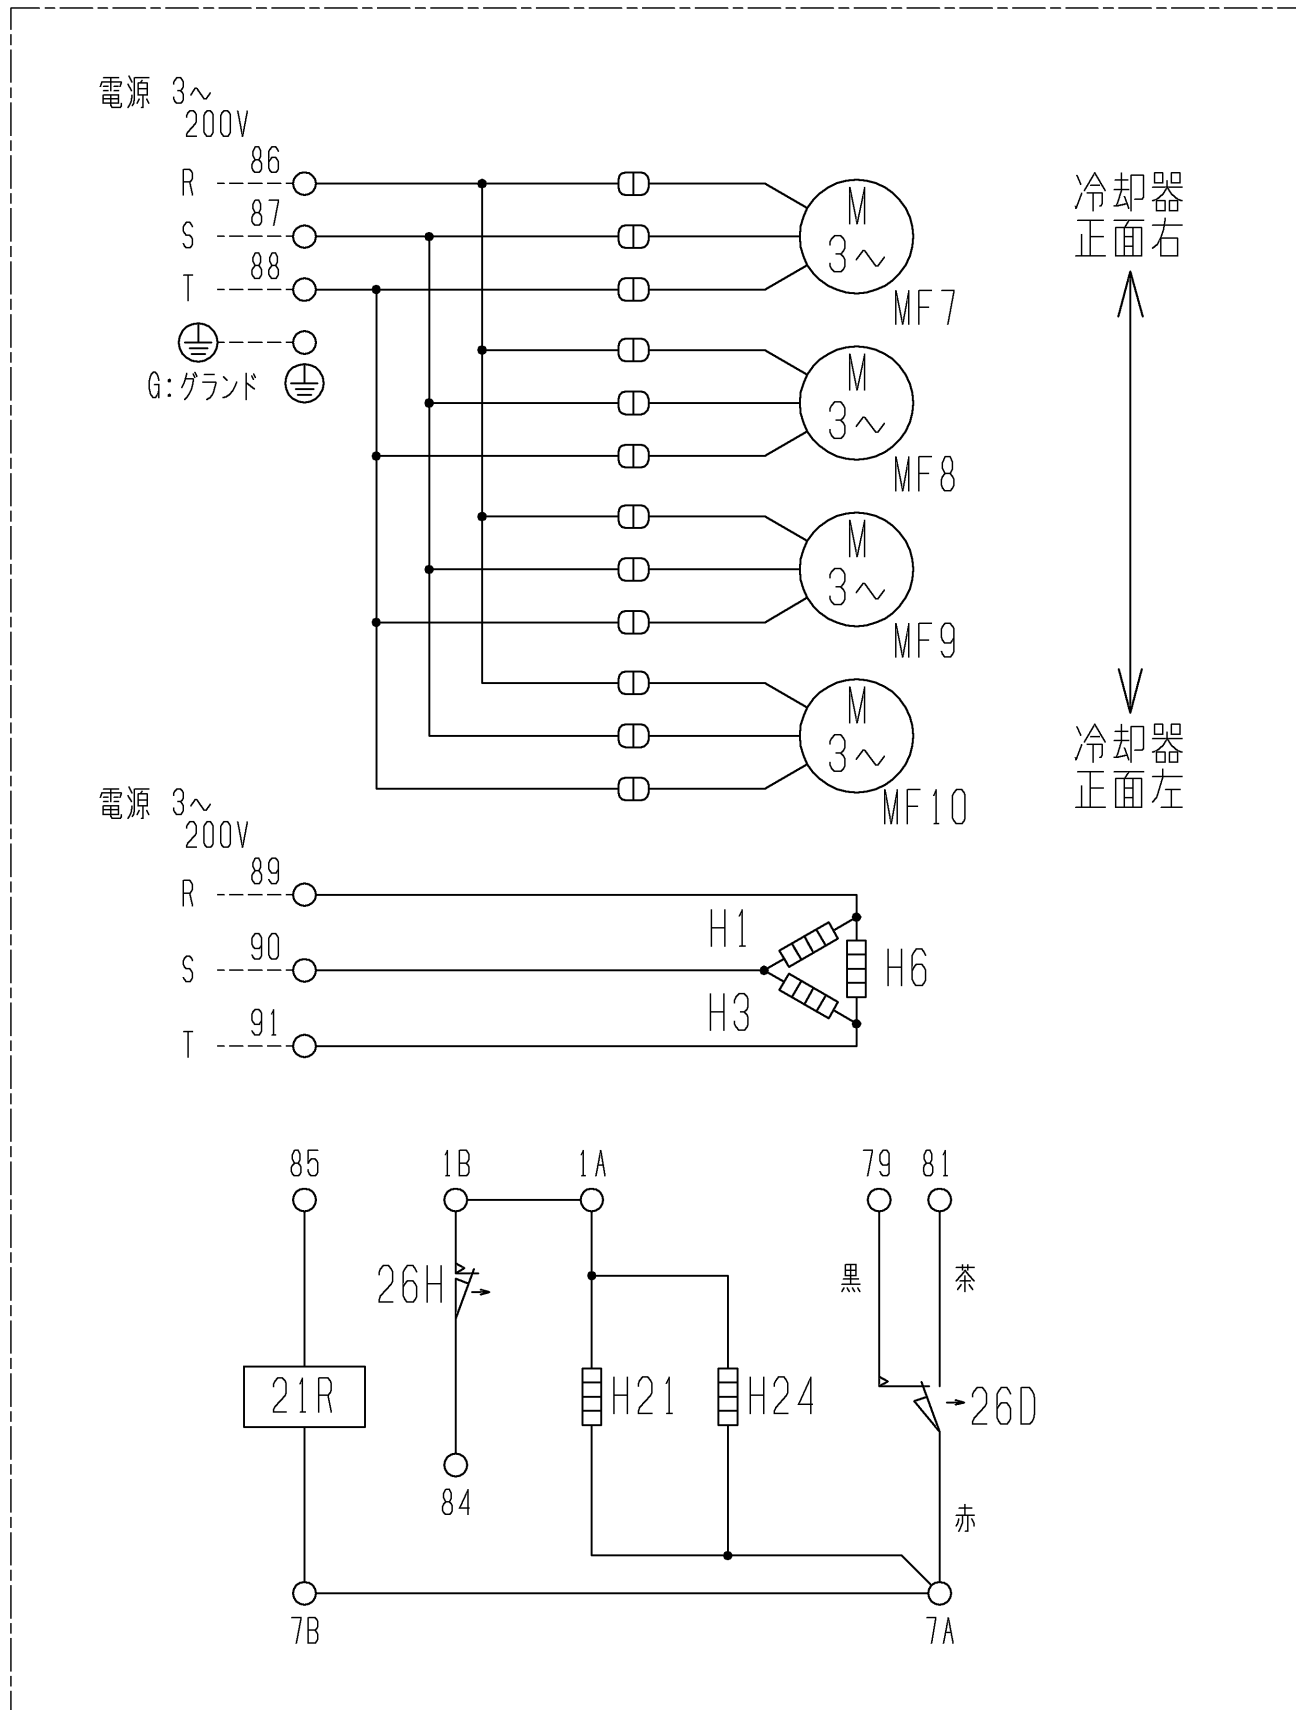 電源 3～
200V
R 86
S 87
T 88
G:グランド
M
3～
MF7
M
3～
MF8
M
3～
MF9
M
3～
MF10
冷却器
正面右
冷却器
正面左
電源 3～
200V
R 89
S 90
T 91
H1
H3
H6
85
1B
1A
79
81
26H
黒
茶
21R
H21
H24
26D
84
赤
7B
7A